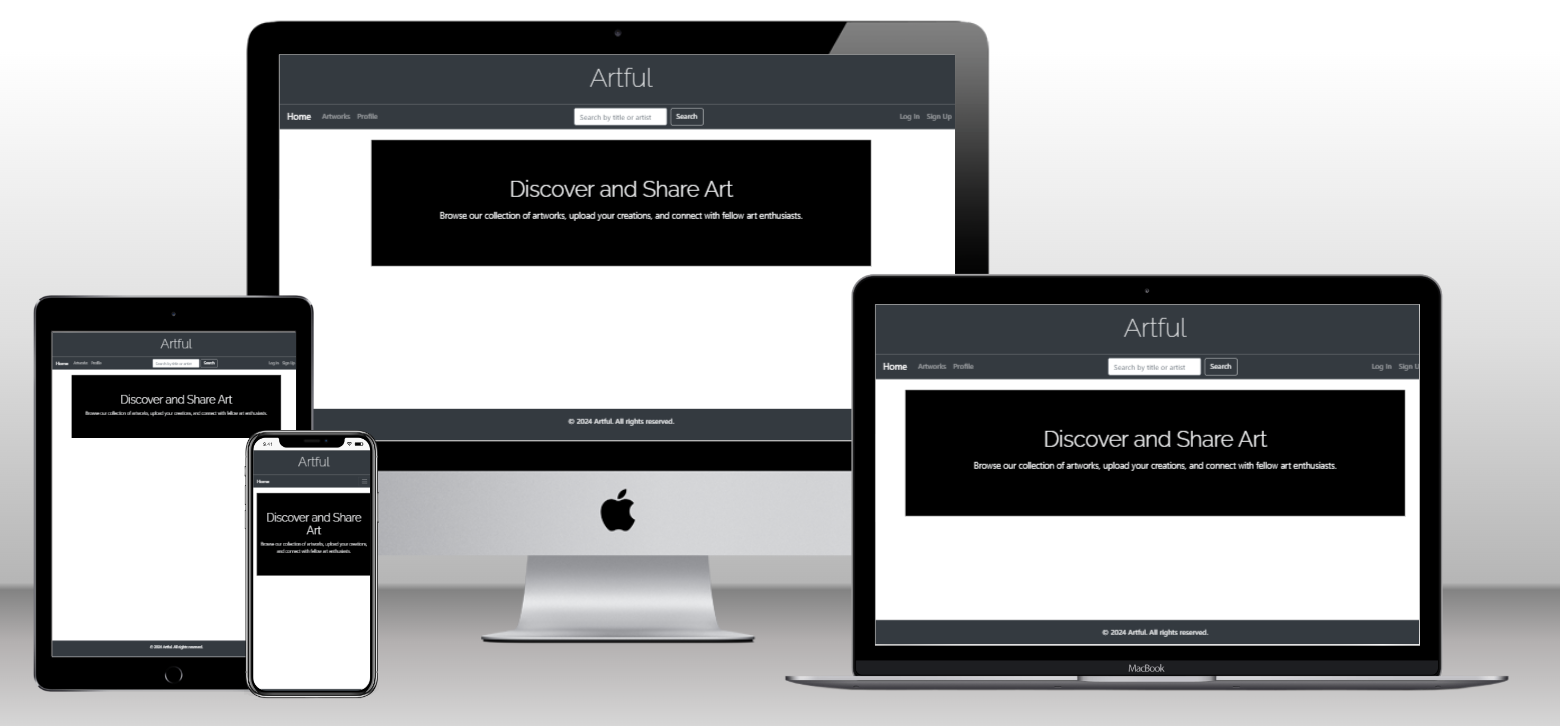 Artful
Home Artworks Profile Search by title or artist Search Log In Sign Up
Discover and Share Art
Browse our collection of artworks, upload your creations, and connect with fellow art enthusiasts.
© 2024 Artful. All rights reserved.
Artful
Home Artworks Profile Search by title or artist Search Log In Sign Up
Discover and Share Art
Browse our collection of artworks, upload your creations, and connect with fellow art enthusiasts.
© 2024 Artful. All rights reserved.
9:41
Artful
Home
Discover and Share
Art
Browse our collection of artworks, upload your creations,
and connect with fellow art enthusiasts.
Artful
Home Artworks Profile Search by title or artist Search Log In Sign U
Discover and Share Art
Browse our collection of artworks, upload your creations, and connect with fellow art enthusiasts.
© 2024 Artful. All rights reserved.
MacBook